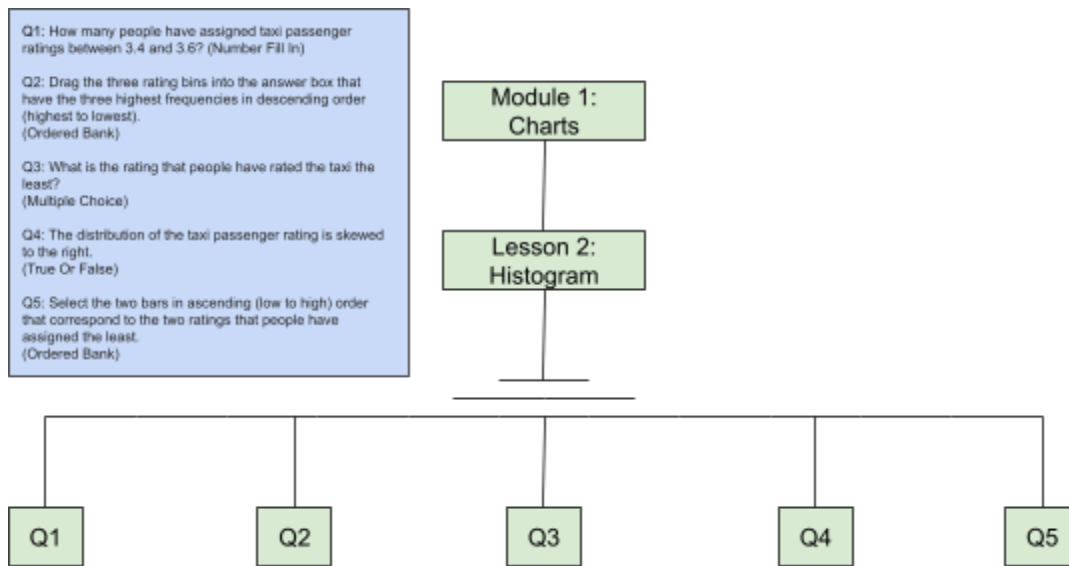 Q1: How many people have assigned taxi passenger
ratings between 3.4 and 3.6? (Number Fill In)
Q2: Drag the three rating bins into the answer box that
have the three highest frequencies in descending order
(highest to lowest).
(Ordered Bank)
Q3: What is the rating that people have rated the taxi the
least?
(Multiple Choice)
Q4: The distribution of the taxi passenger rating is skewed
to the right.
(True Or False)
Q5: Select the two bars in ascending (low to high) order
that correspond to the two ratings that people have
assigned the least.
(Ordered Bank)
Module 1:
Charts
Lesson 2:
Histogram
Q1
Q2
Q3
Q4
Q5